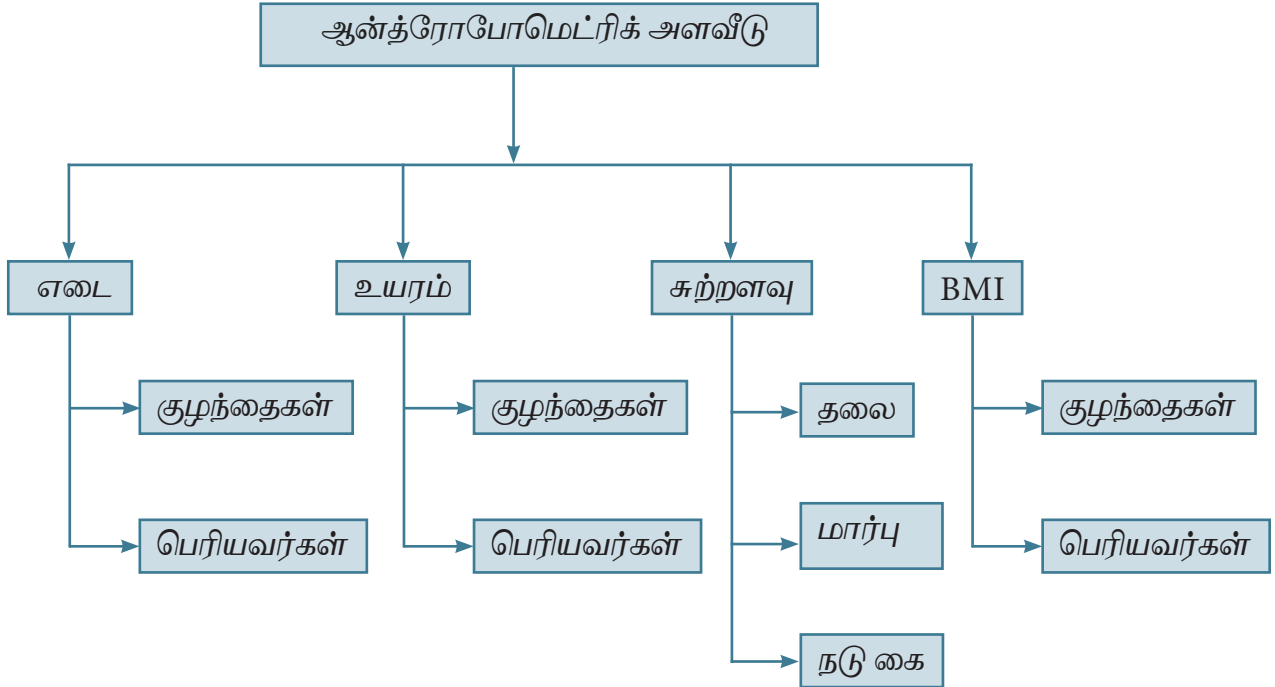 ஆன்த்ரோபோமெட்ரிக் அளவீடு
எடை
உயரம்
சுற்றளவு
BMI
குழந்தைகள்
குழந்தைகள்
தலை
குழந்தைகள்
பெரியவர்கள்
பெரியவர்கள்
மார்பு
பெரியவர்கள்
நடு கை